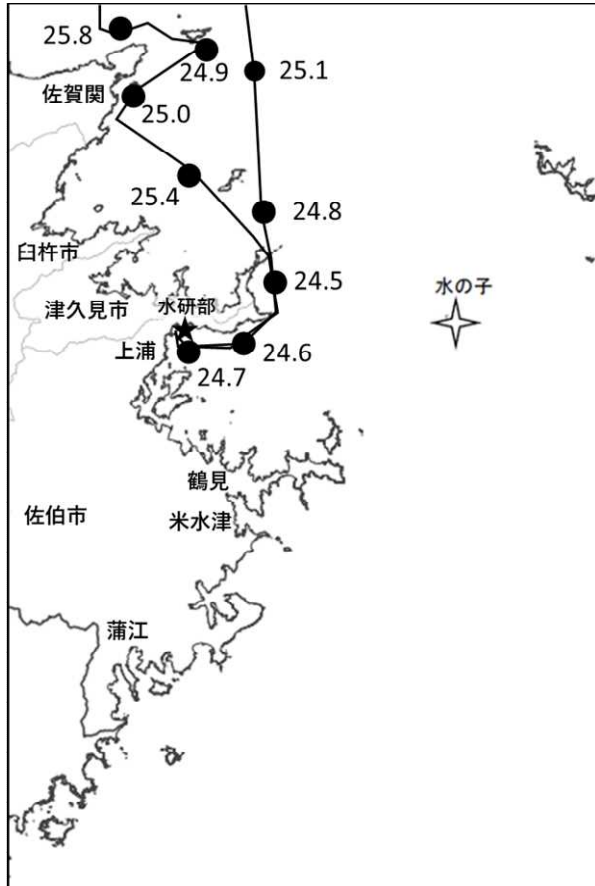 25.8
24.9
25.1
佐賀関
25.0
25.4
24.8
臼杵市
24.5
水の子
津久見市
水研部
上浦
24.6
24.7
鶴見
佐伯市
米水津
蒲江